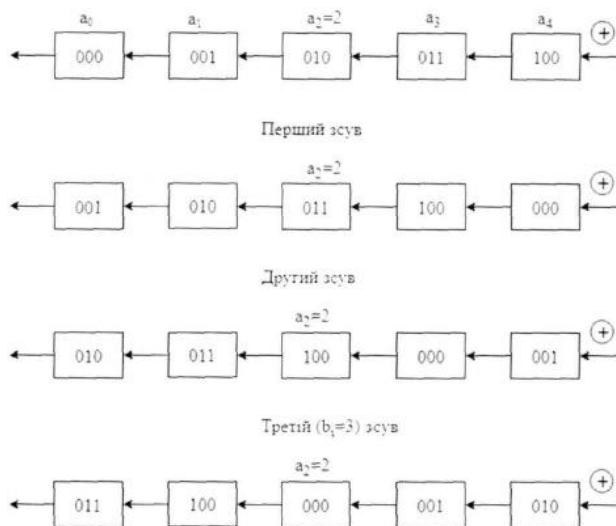 a₀ a₁ a₂=2 a₃ a₄
000 001 010 011 100 +
Перший зсув
a₂=2
001 010 011 100 000 +
Другий зсув
a₂=2
010 011 100 000 001 +
Третій (bᵢ=3) зсув
a₂=2
011 100 000 001 010 +